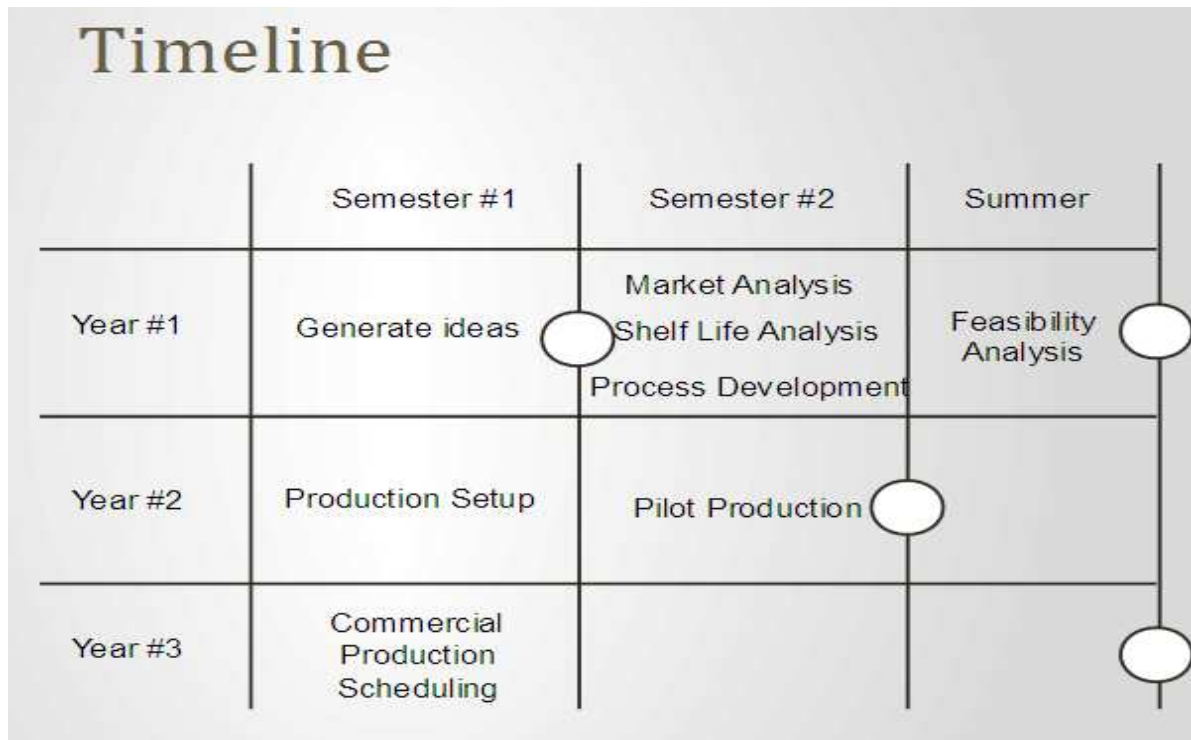 Timeline
Semester #1
Semester #2
Summer
Year #1
Generate ideas
Market Analysis
Shelf Life Analysis
Process Development
Feasibility
Analysis
Year #2
Production Setup
Pilot Production
Year #3
Commercial
Production
Scheduling